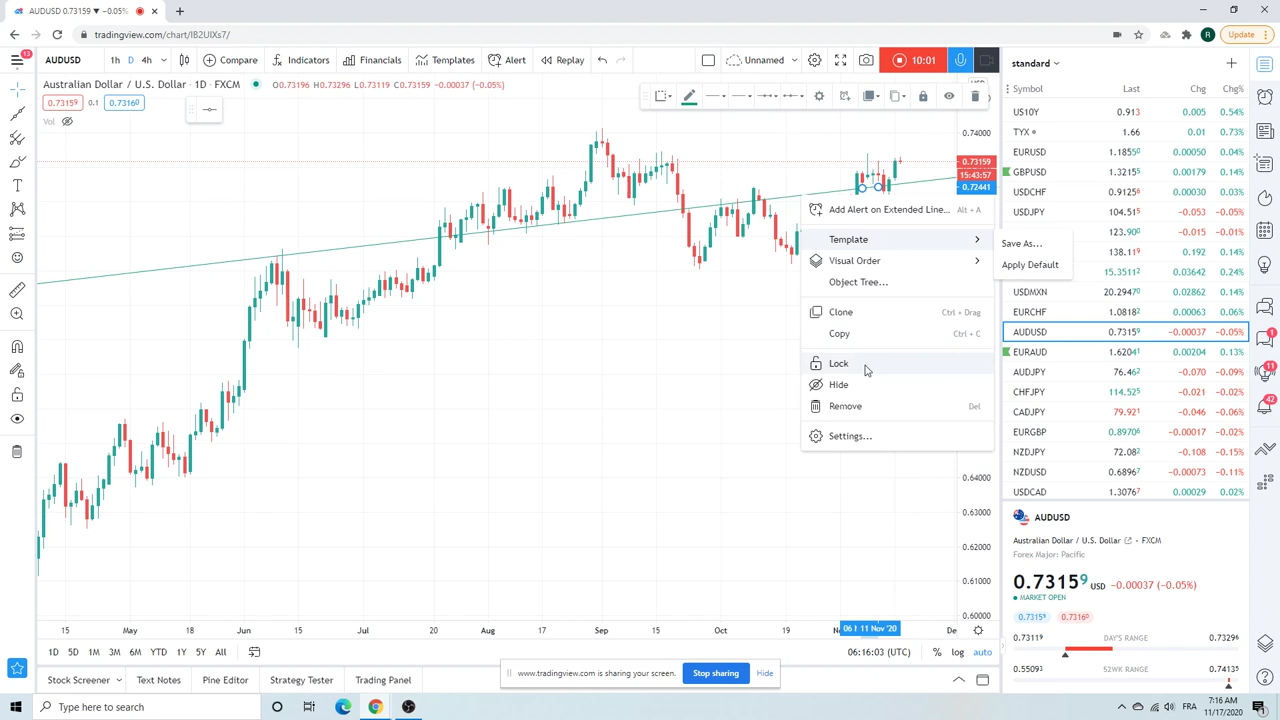 AUDUSD 0.73159 ▼−0.05%
tradingview.com/chart/IB2UIXs7/
R
Update
13
AUDUSD
1h
D
4h
Compare
Indicators
Financials
Templates
Alert
Replay
Unnamed
10:01
standard
Australian Dollar / U.S. Dollar · 1D · FXCM
H0.73296 L0.73119 C0.73159 −0.00037 (−0.05%)
73159
0.1
73160
Vol
Symbol
Last
Chg
Chg%
US10Y 0.913 0.005 0.54%
TYX 1.66 0.01 0.73%
EURUSD 1.18550 0.00050 0.04%
GBPUSD 1.32155 0.00179 0.14%
USDCHF 0.91256 0.00030 0.03%
USDJPY 104.515 −0.053 −0.05%
123.900 −0.005 −0.00%
138.119 0.192 0.14%
15.35112 0.03642 0.24%
USDMXN 20.29470 0.02862 0.14%
EURCHF 1.08182 0.00063 0.06%
AUDUSD 0.73159 −0.00037 −0.05%
EURAUD 1.62041 0.00204 0.13%
AUDJPY 76.462 −0.070 −0.09%
CHFJPY 114.525 −0.021 −0.02%
CADJPY 79.921 −0.046 −0.06%
EURGBP 0.89706 −0.00017 −0.02%
NZDJPY 72.082 −0.108 −0.15%
NZDUSD 0.68967 −0.00073 −0.11%
USDCAD 1.30767 0.00029 0.02%
0.74000
0.73159
15:43:57
0.72441
0.64000
0.63000
0.62000
0.61000
0.60000
Add Alert on Extended Line... Alt + A
Template
Save As...
Apply Default
Visual Order
Object Tree...
Clone Ctrl + Drag
Copy Ctrl + C
Lock
Hide
Remove Del
Settings...
1
11
42
15
May
18
Jun
15
Jul
20
Aug
17
Sep
15
Oct
19
11 Nov '20
De
1D 5D 1M 3M 6M YTD 1Y 5Y All
06:16:03 (UTC)
%
log
auto
Stock Screener
Text Notes
Pine Editor
Strategy Tester
Trading Panel
www.tradingview.com is sharing your screen.
Stop sharing
Hide
AUDUSD
Australian Dollar / U.S. Dollar · FXCM
Forex Major: Pacific
0.73159 USD −0.00037 (−0.05%)
MARKET OPEN
0.73159
0.73160
0.73119 DAY'S RANGE 0.73296
0.55093 52WK RANGE 0.74135
Type here to search
FRA
7:16 AM
11/17/2020
1